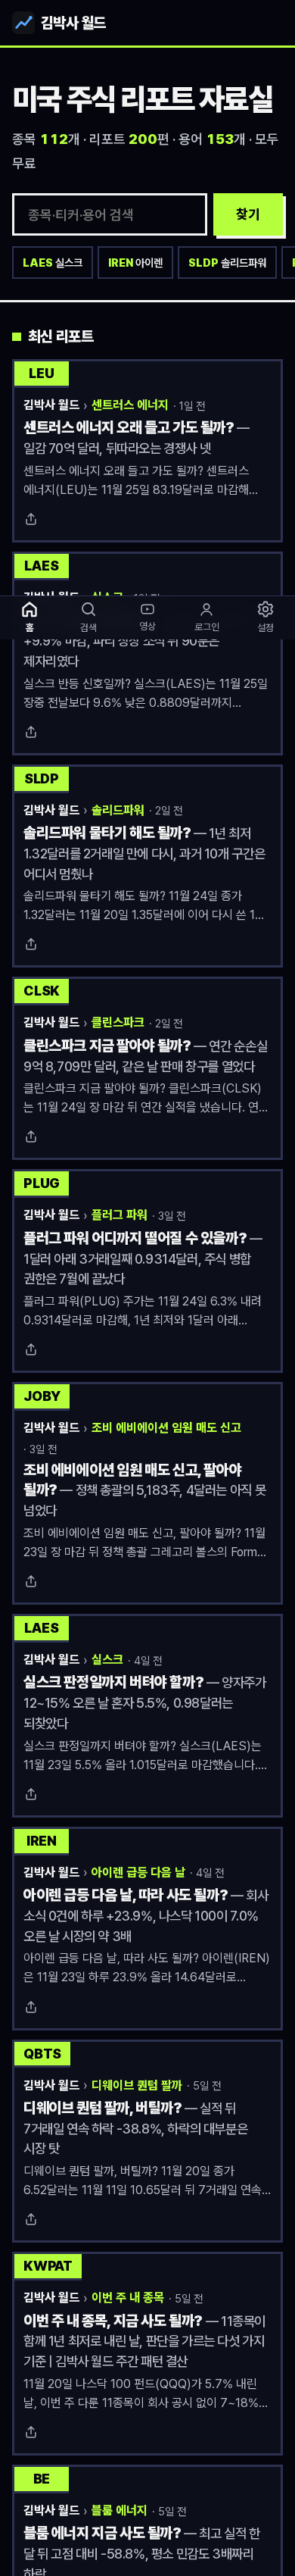 김박사 월드
미국 주식 리포트 자료실
종목 112개 · 리포트 200편 · 용어 153개 · 모두
무료
종목·티커·용어 검색
찾기
LAES 실스크
IREN 아이렌
SLDP 솔리드파워
최신 리포트
LEU
김박사 월드 › 센트러스 에너지 · 1일 전
센트러스 에너지 오래 들고 가도 될까? —
일감 70억 달러, 뒤따라오는 경쟁사 넷
센트러스 에너지 오래 들고 가도 될까? 센트러스
에너지(LEU)는 11월 25일 83.19달러로 마감해...
LAES
홈
검색
영상
로그인
설정
제자리였다
실스크 반등 신호일까? 실스크(LAES)는 11월 25일
장중 전날보다 9.6% 낮은 0.8809달러까지...
SLDP
김박사 월드 › 솔리드파워 · 2일 전
솔리드파워 물타기 해도 될까? — 1년 최저
1.32달러를 2거래일 만에 다시, 과거 10개 구간은
어디서 멈췄나
솔리드파워 물타기 해도 될까? 11월 24일 종가
1.32달러는 11월 20일 1.35달러에 이어 다시 쓴 1...
CLSK
김박사 월드 › 클린스파크 · 2일 전
클린스파크 지금 팔아야 될까? — 연간 순손실
9억 8,709만 달러, 같은 날 판매 창구를 열었다
클린스파크 지금 팔아야 될까? 클린스파크(CLSK)
는 11월 24일 장 마감 뒤 연간 실적을 냈습니다. 연...
PLUG
김박사 월드 › 플러그 파워 · 3일 전
플러그 파워 어디까지 떨어질 수 있을까? —
1달러 아래 3거래일째 0.9314달러, 주식 병합
권한은 7월에 끝났다
플러그 파워(PLUG) 주가는 11월 24일 6.3% 내려
0.9314달러로 마감해, 1년 최저와 1달러 아래...
JOBY
김박사 월드 › 조비 에비에이션 임원 매도 신고
· 3일 전
조비 에비에이션 임원 매도 신고, 팔아야
될까? — 정책 총괄의 5,183주, 4달러는 아직 못
넘었다
조비 에비에이션 임원 매도 신고, 팔아야 될까? 11월
23일 장 마감 뒤 정책 총괄 그레고리 볼스의 Form...
LAES
김박사 월드 › 실스크 · 4일 전
실스크 판정일까지 버텨야 할까? — 양자주가
12~15% 오른 날 혼자 5.5%, 0.98달러는
되찾았다
실스크 판정일까지 버텨야 할까? 실스크(LAES)는
11월 23일 5.5% 올라 1.015달러로 마감했습니다....
IREN
김박사 월드 › 아이렌 급등 다음 날 · 4일 전
아이렌 급등 다음 날, 따라 사도 될까? — 회사
소식 0건에 하루 +23.9%, 나스닥 100이 7.0%
오른 날 시장의 약 3배
아이렌 급등 다음 날, 따라 사도 될까? 아이렌(IREN)
은 11월 23일 하루 23.9% 올라 14.64달러로...
QBTS
김박사 월드 › 디웨이브 퀀텀 팔까 · 5일 전
디웨이브 퀀텀 팔까, 버틸까? — 실적 뒤
7거래일 연속 하락 -38.8%, 하락의 대부분은
시장 탓
디웨이브 퀀텀 팔까, 버틸까? 11월 20일 종가
6.52달러는 11월 11일 10.65달러 뒤 7거래일 연속...
KWPAT
김박사 월드 › 이번 주 내 종목 · 5일 전
이번 주 내 종목, 지금 사도 될까? — 11종목이
함께 1년 최저로 내린 날, 판단을 가르는 다섯 가지
기준 | 김박사 월드 주간 패턴 결산
11월 20일 나스닥 100 펀드(QQQ)가 5.7% 내린
날, 이번 주 다룬 11종목이 회사 공시 없이 7~18%...
BE
김박사 월드 › 블룸 에너지 · 5일 전
블룸 에너지 지금 사도 될까? — 최고 실적 한
달 뒤 고점 대비 -58.8%, 평소 민감도 3배짜리
하락